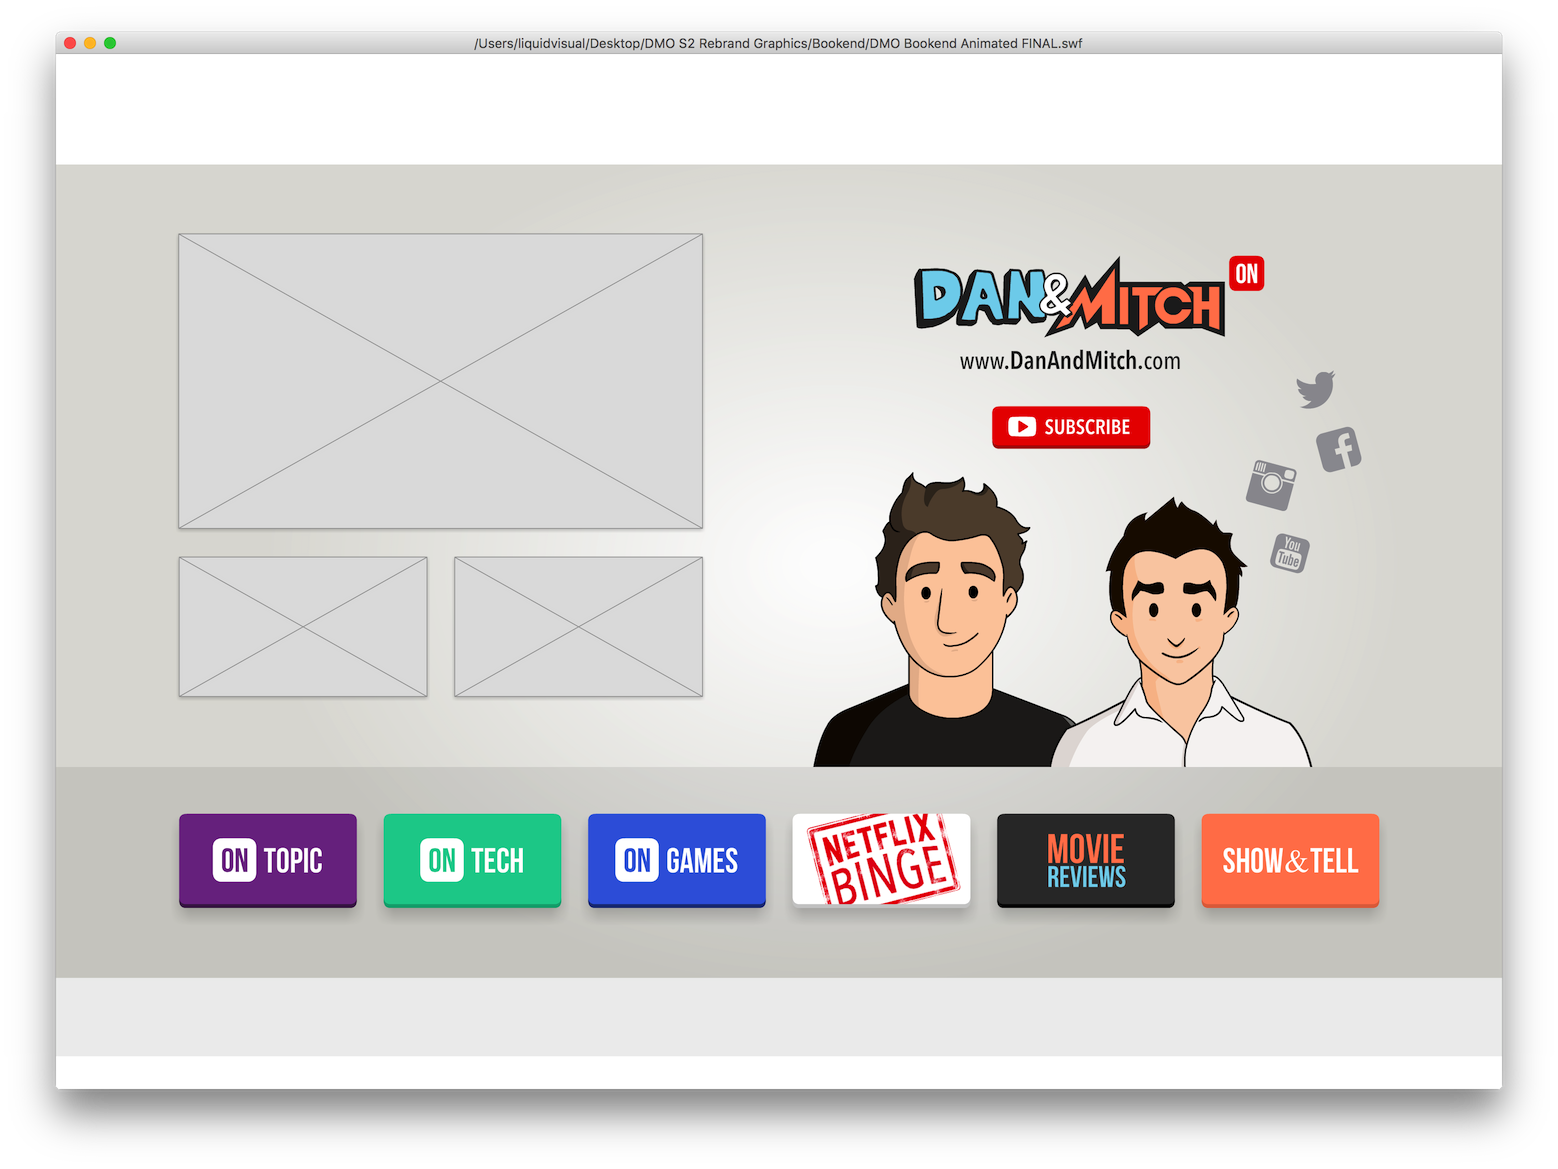 /Users/liquidvisual/Desktop/DMO S2 Rebrand Graphics/Bookend/DMO Bookend Animated FINAL.swf
DAN&MITCH ON
www.DanAndMitch.com
SUBSCRIBE
You
Tube
ON TOPIC
ON TECH
ON GAMES
NETFLIX
BINGE
MOVIE
REVIEWS
SHOW&TELL